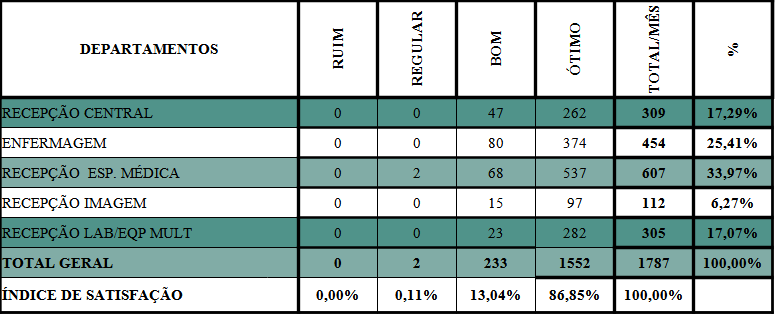 DEPARTAMENTOS RUIM REGULAR BOM ÓTIMO TOTAL/MÊS %
RECEPÇÃO CENTRAL 0 0 47 262 309 17,29%
ENFERMAGEM 0 0 80 374 454 25,41%
RECEPÇÃO ESP. MÉDICA 0 2 68 537 607 33,97%
RECEPÇÃO IMAGEM 0 0 15 97 112 6,27%
RECEPÇÃO LAB/EQP MULT 0 0 23 282 305 17,07%
TOTAL GERAL 0 2 233 1552 1787 100,00%
ÍNDICE DE SATISFAÇÃO 0,00% 0,11% 13,04% 86,85% 100,00%